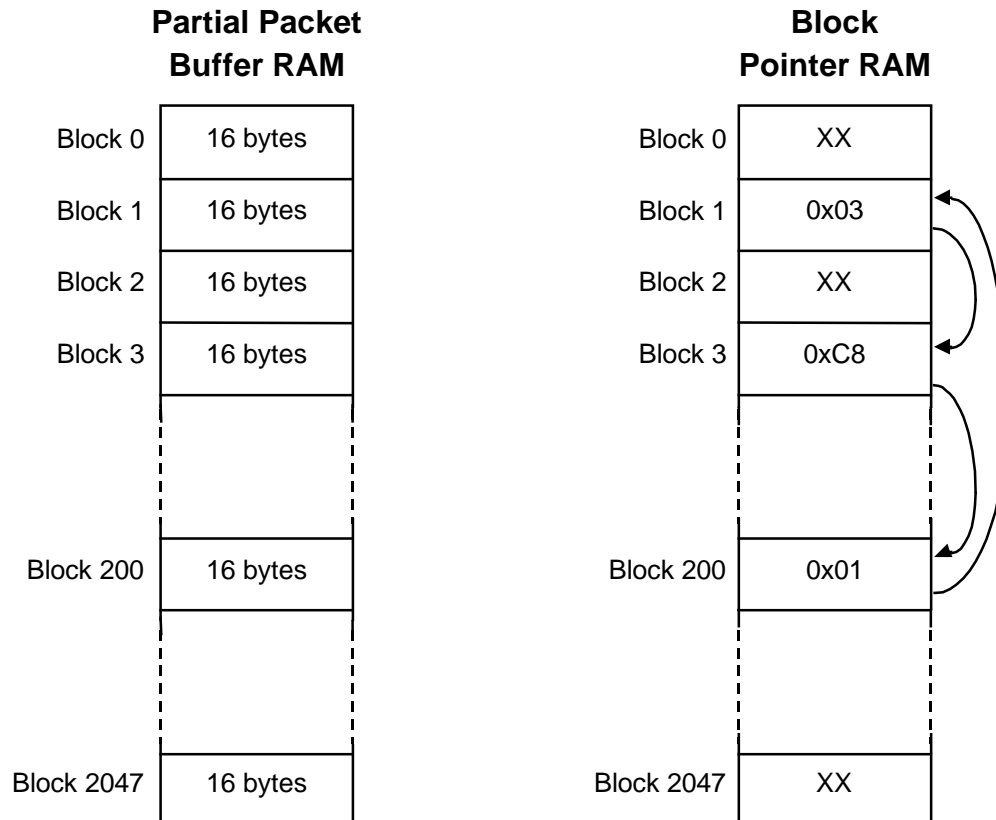 Partial Packet
Buffer RAM
Block 0 16 bytes
Block 1 16 bytes
Block 2 16 bytes
Block 3 16 bytes
Block 200 16 bytes
Block 2047 16 bytes
Block
Pointer RAM
Block 0 XX
Block 1 0x03
Block 2 XX
Block 3 0xC8
Block 200 0x01
Block 2047 XX